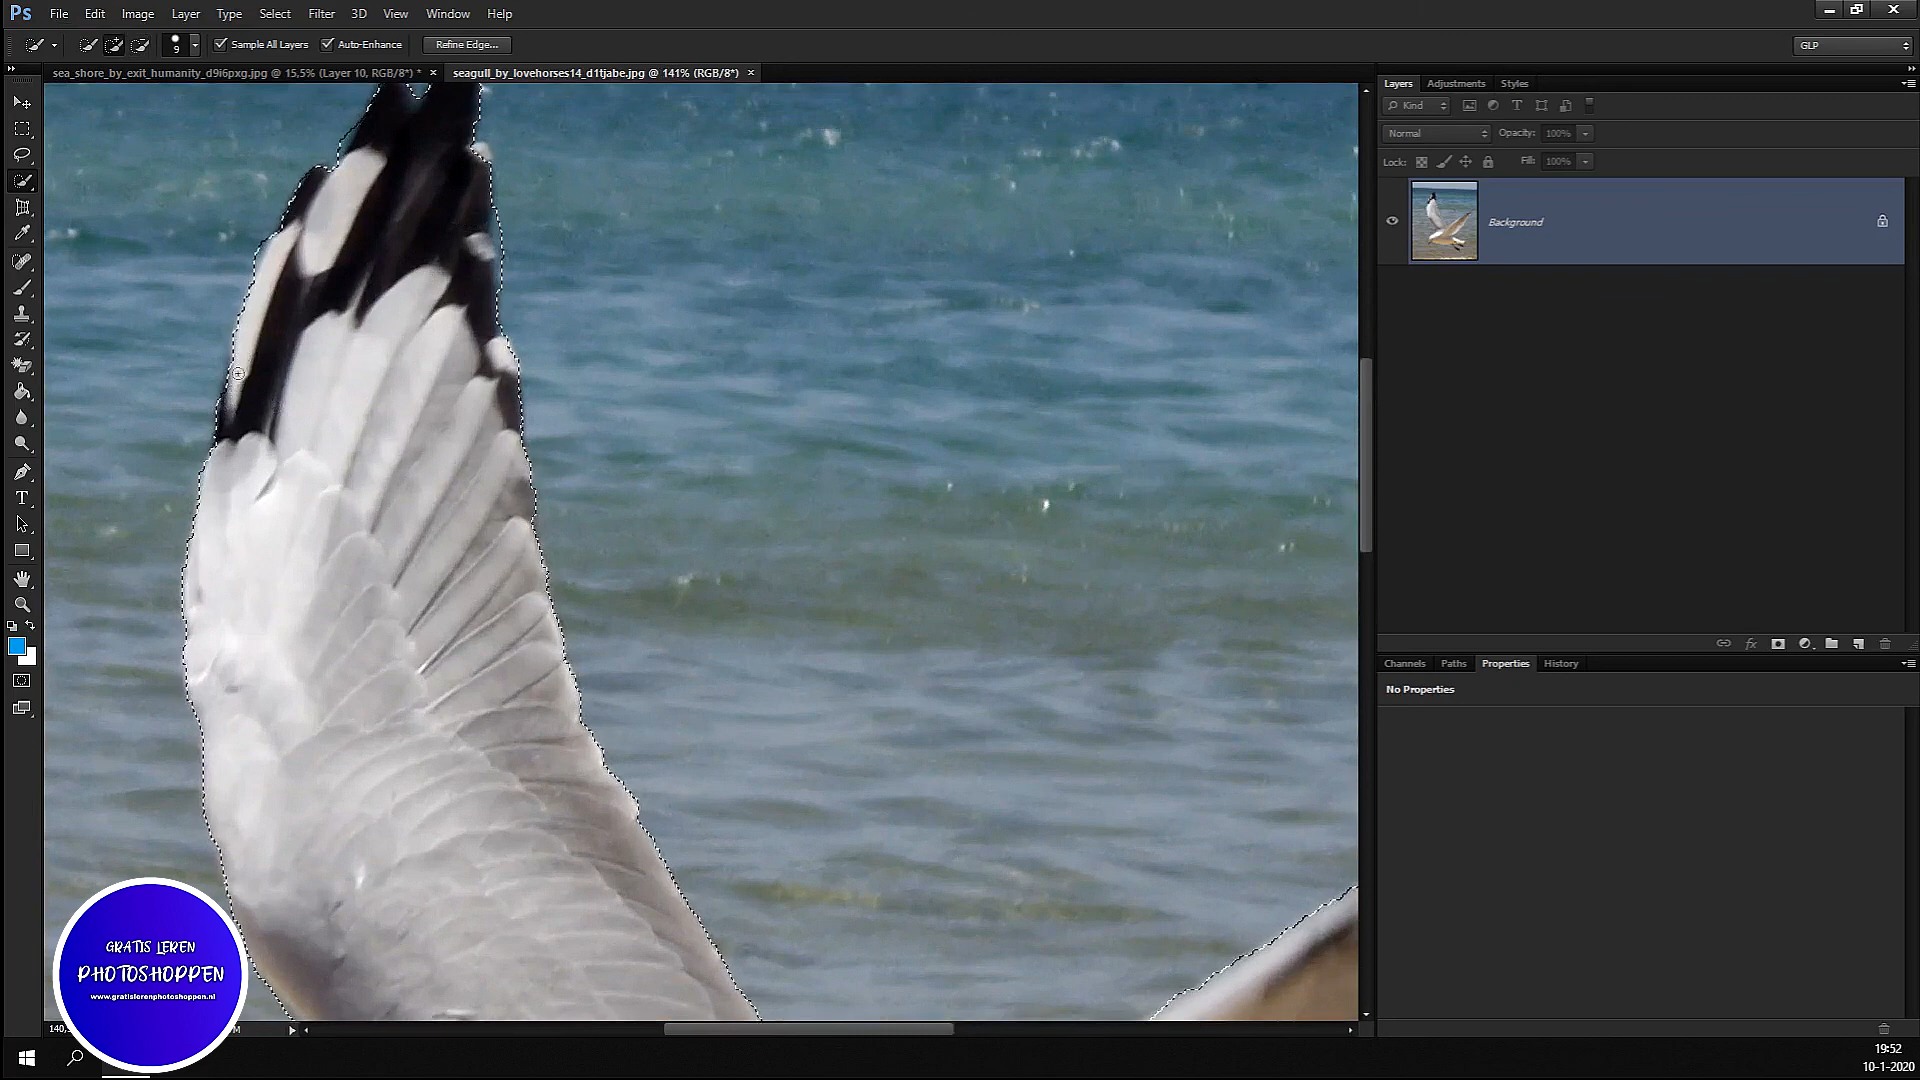 Ps File Edit Image Layer Type Select Filter 3D View Window Help
9 Sample All Layers Auto-Enhance Refine Edge... GLP
sea_shore_by_exit_humanity_d9i6pxg.jpg @ 15,5% (Layer 10, RGB/8*) * × seagull_by_lovehorses14_d1tjabe.jpg @ 141% (RGB/8*) ×
Layers Adjustments Styles
Kind
Normal Opacity: 100%
Lock: Fill: 100%
Background
Channels Paths Properties History
No Properties
GRATIS LEREN
PHOTOSHOPPEN
www.gratislerenphotoshoppen.nl
19:52
10-1-2020